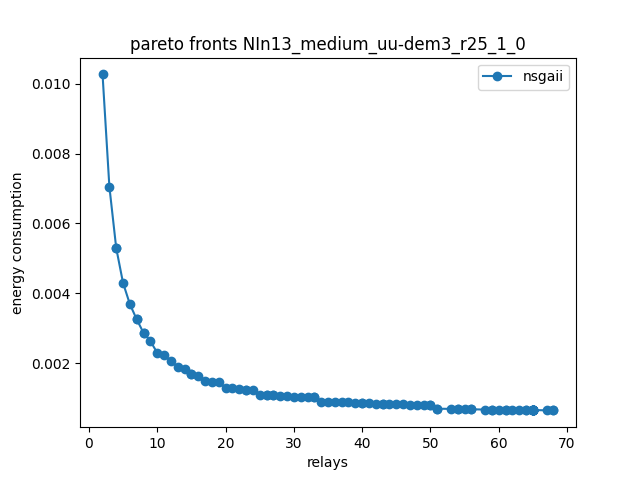 pareto fronts NIn13_medium_uu-dem3_r25_1_0
nsgaii
0.010
0.008
0.006
0.004
0.002
energy consumption
0 10 20 30 40 50 60 70
relays